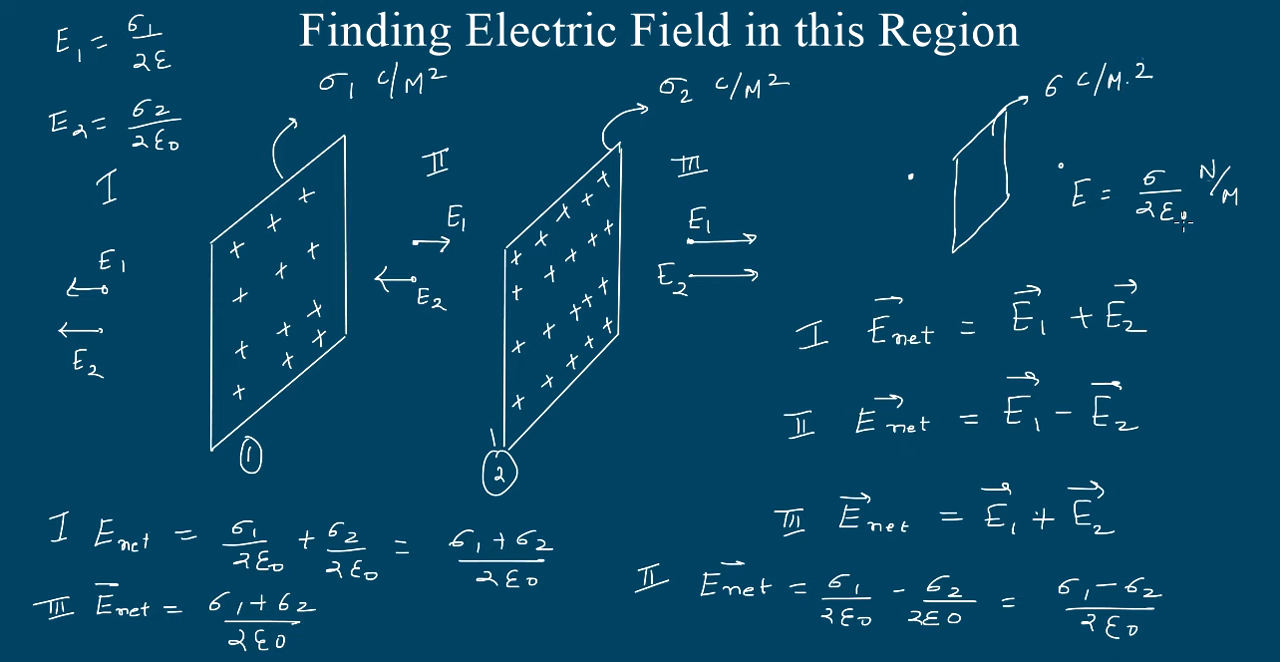 Finding Electric Field in this Region
E₁ = σ₁/2ε
E₂ = σ₂/2ε₀
σ₁ C/M²
σ₂ C/M²
σ C/M.2
I
II
III
E = σ/2ε N/M
E₁
E₂
E₁
E₂
E₁
E₂
①
②
I E⃗net = E⃗₁ + E⃗₂
II E⃗net = E⃗₁ - E⃗₂
III E⃗net = E⃗₁ + E⃗₂
I Enet = σ₁/2ε₀ + σ₂/2ε₀ = σ₁+σ₂/2ε₀
III E̅net = σ₁+σ₂/2ε₀
II E⃗net = σ₁/2ε₀ - σ₂/2ε₀ = σ₁-σ₂/2ε₀